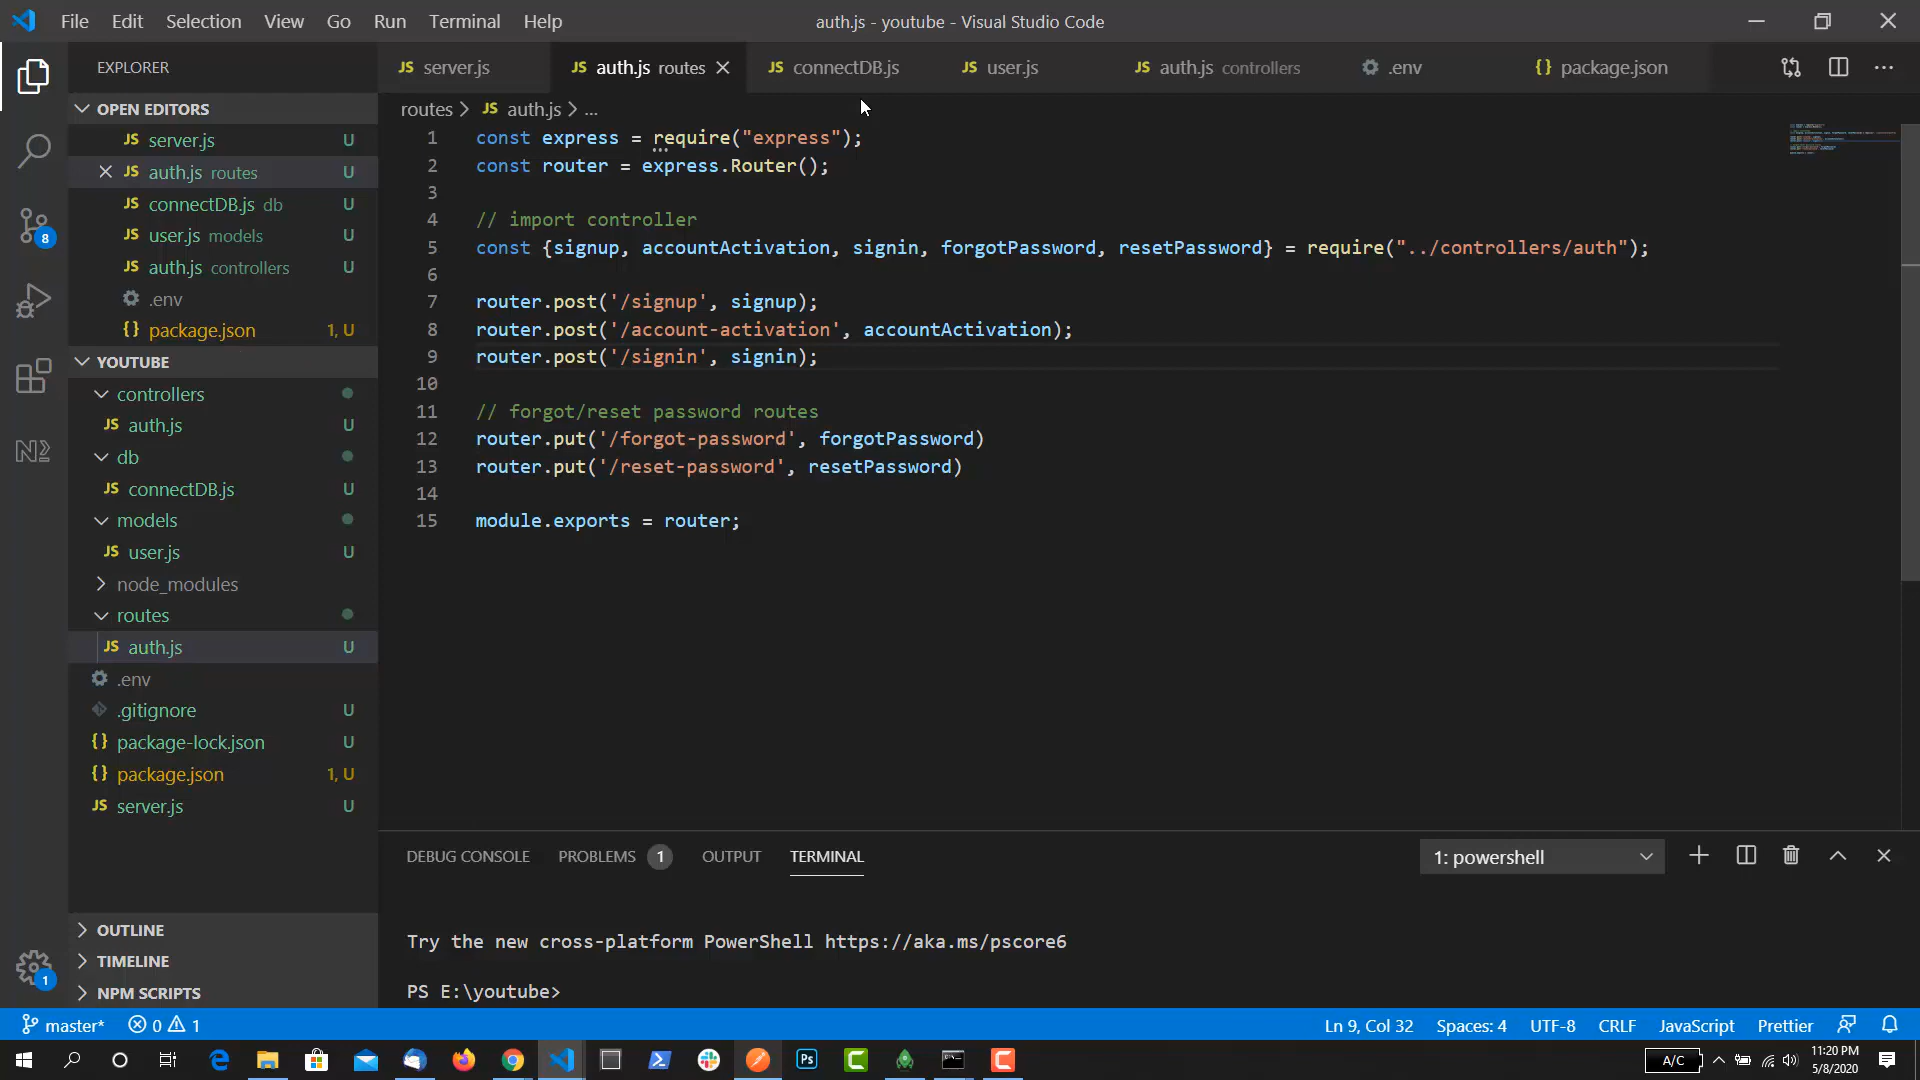 File Edit Selection View Go Run Terminal Help
auth.js - youtube - Visual Studio Code
EXPLORER
OPEN EDITORS
JS server.js U
JS auth.js routes U
JS connectDB.js db U
JS user.js models U
JS auth.js controllers U
.env
{} package.json 1, U
YOUTUBE
controllers
JS auth.js U
db
JS connectDB.js U
models
JS user.js U
node_modules
routes
JS auth.js U
.env
.gitignore U
{} package-lock.json U
{} package.json 1, U
JS server.js U
OUTLINE
TIMELINE
NPM SCRIPTS
8
1
JS server.js JS auth.js routes JS connectDB.js JS user.js JS auth.js controllers .env {} package.json
routes > JS auth.js > ...
1 const express = require("express");
2 const router = express.Router();
3
4 // import controller
5 const {signup, accountActivation, signin, forgotPassword, resetPassword} = require("../controllers/auth");
6
7 router.post('/signup', signup);
8 router.post('/account-activation', accountActivation);
9 router.post('/signin', signin);
10
11 // forgot/reset password routes
12 router.put('/forgot-password', forgotPassword)
13 router.put('/reset-password', resetPassword)
14
15 module.exports = router;
DEBUG CONSOLE PROBLEMS 1 OUTPUT TERMINAL
1: powershell
Try the new cross-platform PowerShell https://aka.ms/pscore6
PS E:\youtube>
master* 0 1
Ln 9, Col 32 Spaces: 4 UTF-8 CRLF JavaScript Prettier
Ps
A/C
11:20 PM
5/8/2020